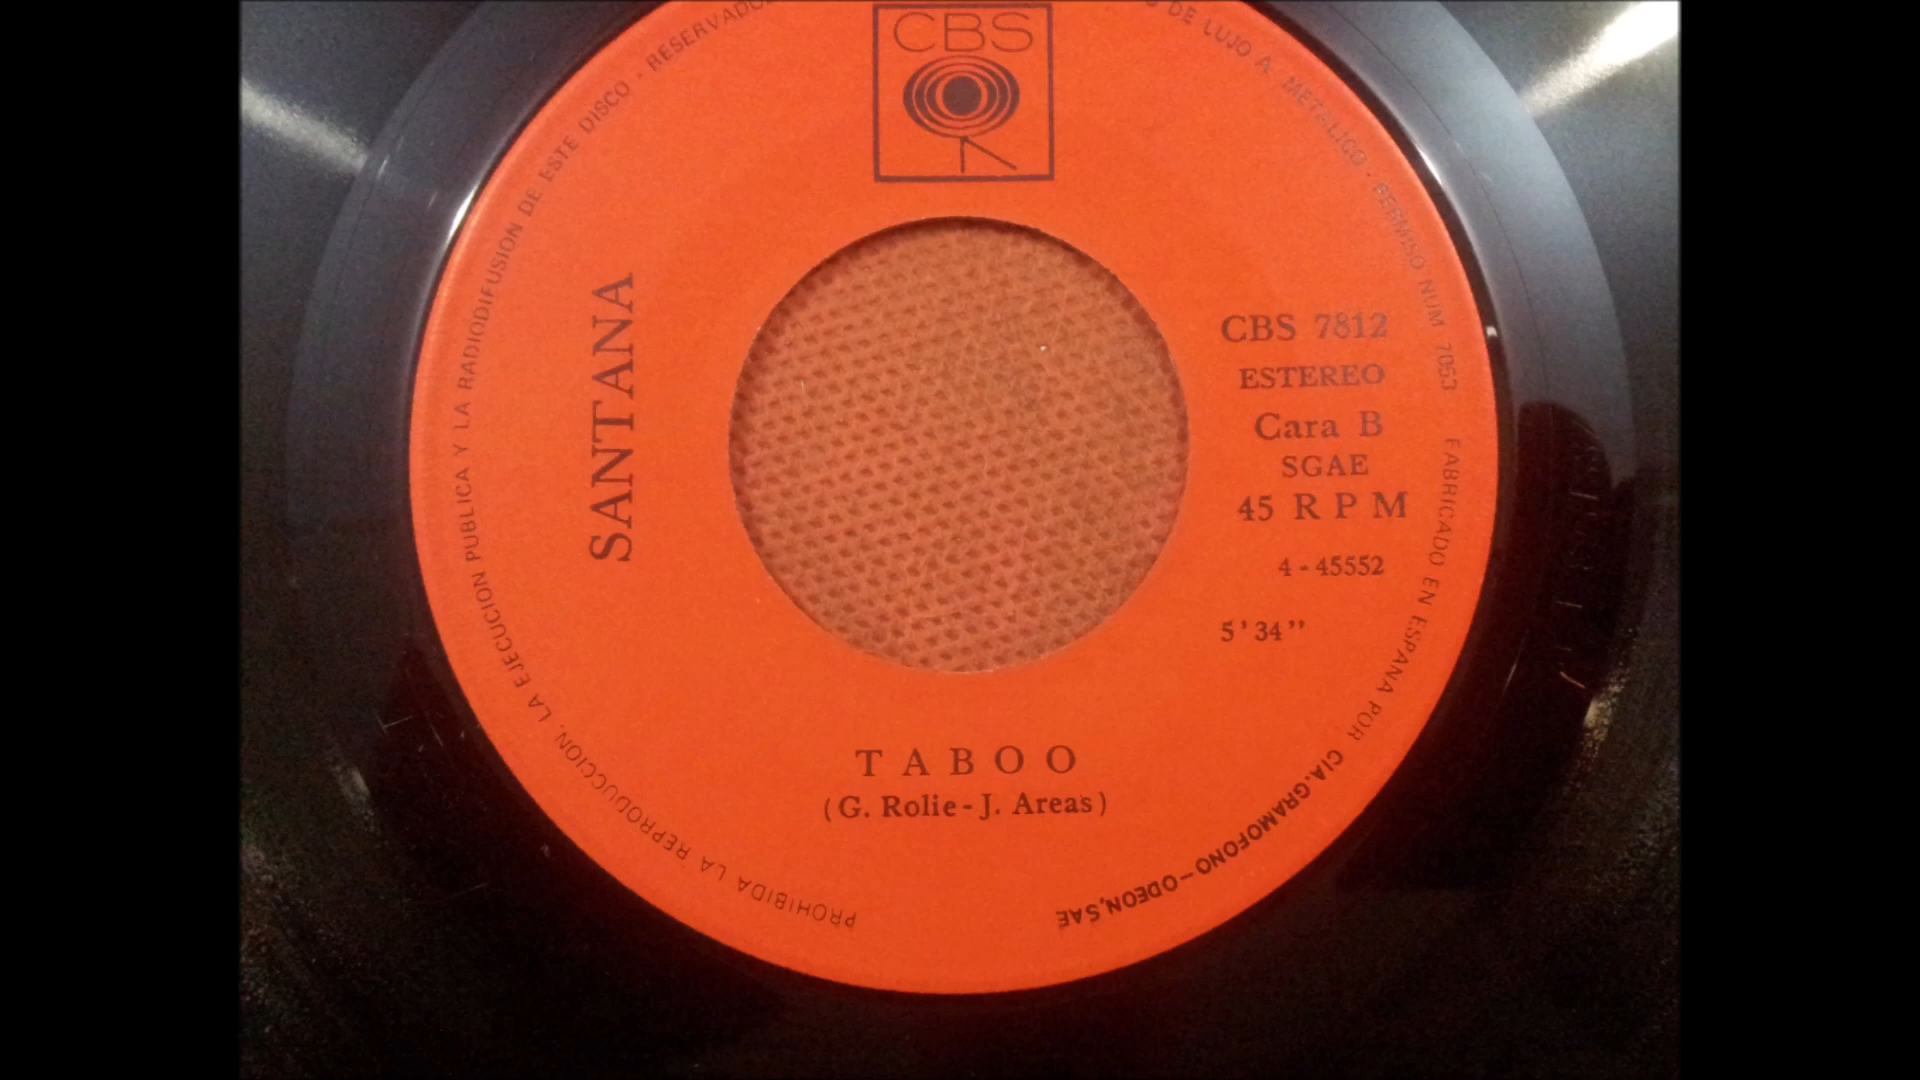 CBS
SANTANA
CBS 7812
ESTEREO
Cara B
SGAE
45 RPM
4-45552
5'34"
TABOO
(G. Rolie-J. Areas)
PROHIBIDA LA REPRODUCCION, LA EJECUCION PUBLICA Y LA RADIODIFUSION DE ESTE DISCO - RESERVADOS
DE LUJO A. METALICO - PERMISO NUM 7053 FABRICADO EN ESPAÑA POR CIA.GRAMOFONO-ODEON,SAE